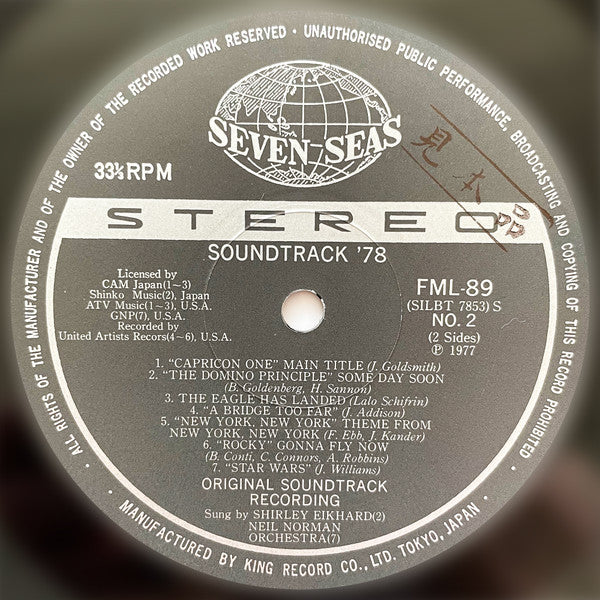 · ALL RIGHTS OF THE MANUFACTURER AND OF THE OWNER OF THE RECORDED WORK RESERVED · UNAUTHORISED PUBLIC PERFORMANCE, BROADCASTING AND COPYING OF THIS RECORD PROHIBITED ·
SEVEN SEAS
見本品
33⅓RPM
STEREO
SOUNDTRACK '78
Licensed by
CAM Japan(1~3)
Shinko Music(2), Japan
ATV Music(1~3), U.S.A.
GNP(7), U.S.A.
Recorded by
United Artists Records(4~6), U.S.A.
FML-89
(SILBT 7853) S
NO. 2
(2 Sides)
Ⓟ 1977
1. "CAPRICON ONE" MAIN TITLE (J. Goldsmith)
2. "THE DOMINO PRINCIPLE" SOME DAY SOON
(B. Goldenberg, H. Sannon)
3. THE EAGLE HAS LANDED (Lalo Schifrin)
4. "A BRIDGE TOO FAR" (J. Addison)
5. "NEW YORK, NEW YORK" THEME FROM
NEW YORK, NEW YORK (F. Ebb, J. Kander)
6. "ROCKY" GONNA FLY NOW
(B. Conti, C. Connors, A. Robbins)
7. "STAR WARS" (J. Williams)
ORIGINAL SOUNDTRACK
RECORDING
Sung by SHIRLEY EIKHARD(2)
NEIL NORMAN
ORCHESTRA(7)
MANUFACTURED BY KING RECORD CO., LTD. TOKYO, JAPAN ·